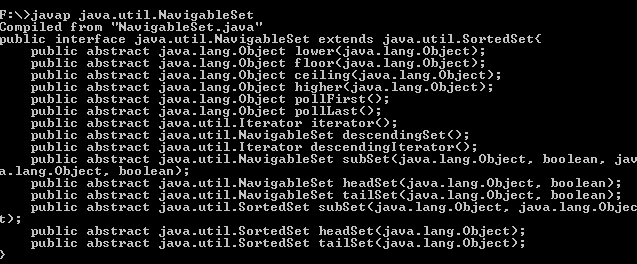 F:\>javap java.util.NavigableSet
Compiled from "NavigableSet.java"
public interface java.util.NavigableSet extends java.util.SortedSet{
    public abstract java.lang.Object lower(java.lang.Object);
    public abstract java.lang.Object floor(java.lang.Object);
    public abstract java.lang.Object ceiling(java.lang.Object);
    public abstract java.lang.Object higher(java.lang.Object);
    public abstract java.lang.Object pollFirst();
    public abstract java.lang.Object pollLast();
    public abstract java.util.Iterator iterator();
    public abstract java.util.NavigableSet descendingSet();
    public abstract java.util.Iterator descendingIterator();
    public abstract java.util.NavigableSet subSet(java.lang.Object, boolean, jav
a.lang.Object, boolean);
    public abstract java.util.NavigableSet headSet(java.lang.Object, boolean);
    public abstract java.util.NavigableSet tailSet(java.lang.Object, boolean);
    public abstract java.util.SortedSet subSet(java.lang.Object, java.lang.Objec
t);
    public abstract java.util.SortedSet headSet(java.lang.Object);
    public abstract java.util.SortedSet tailSet(java.lang.Object);
}